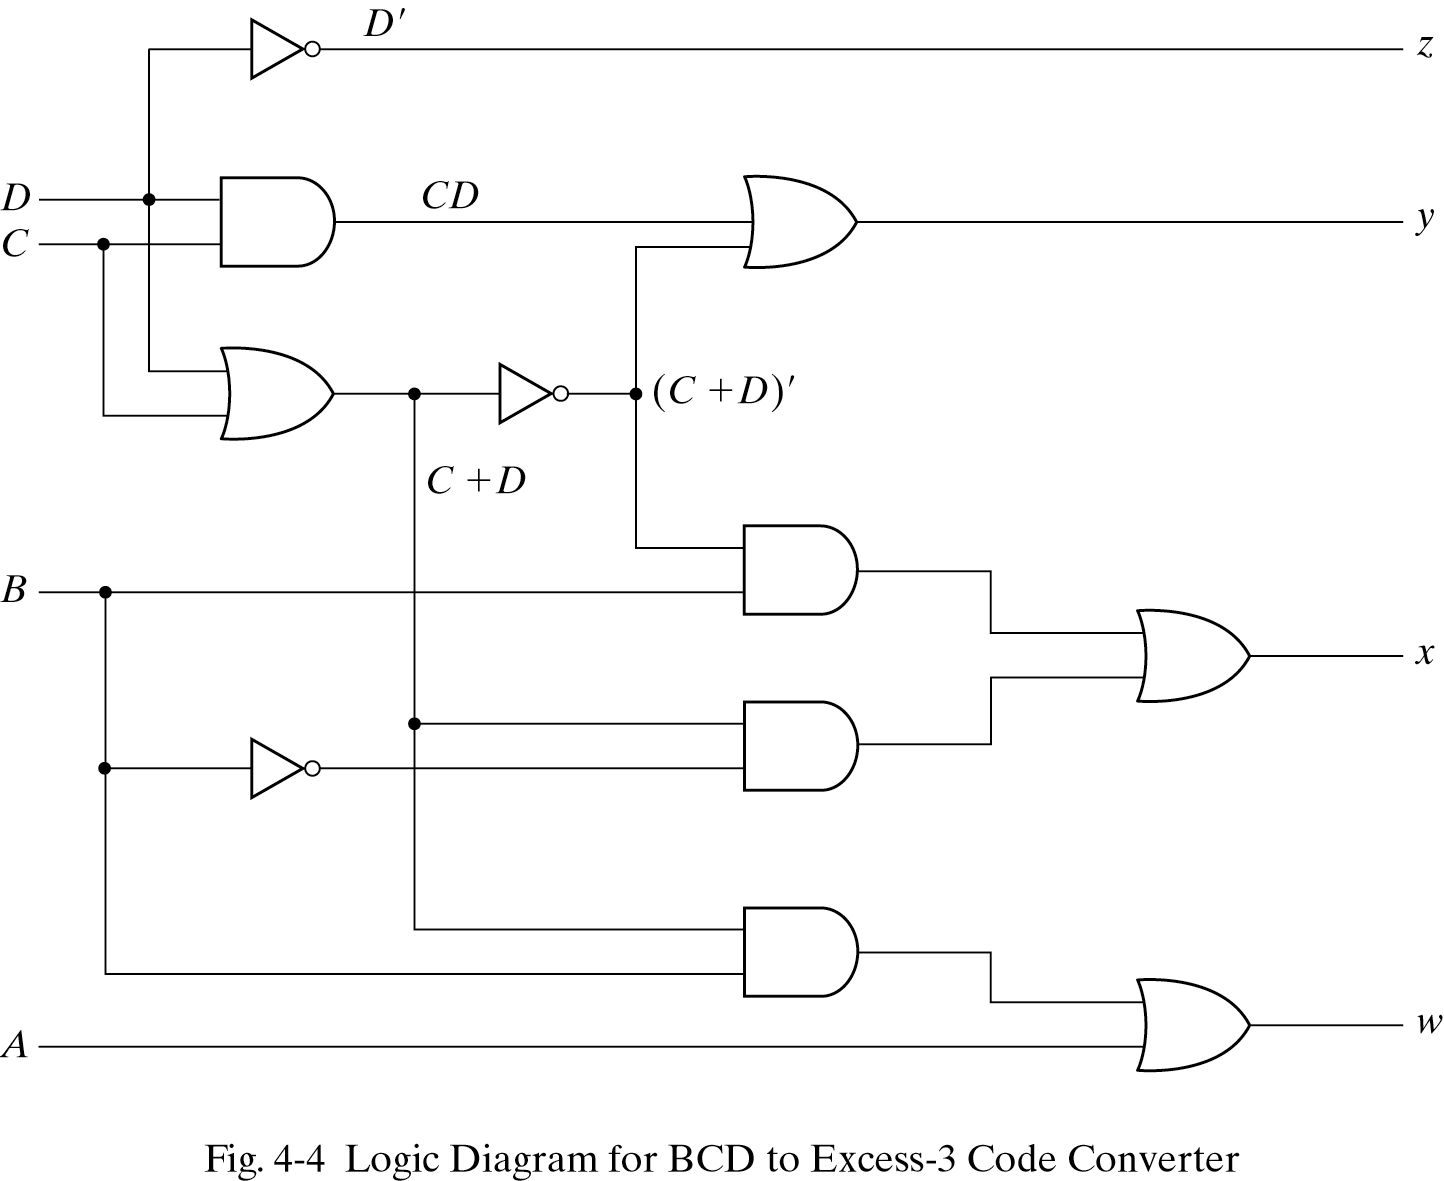 D′
z
D
CD
y
C
(C + D)′
C + D
B
x
A
w
Fig. 4-4 Logic Diagram for BCD to Excess-3 Code Converter